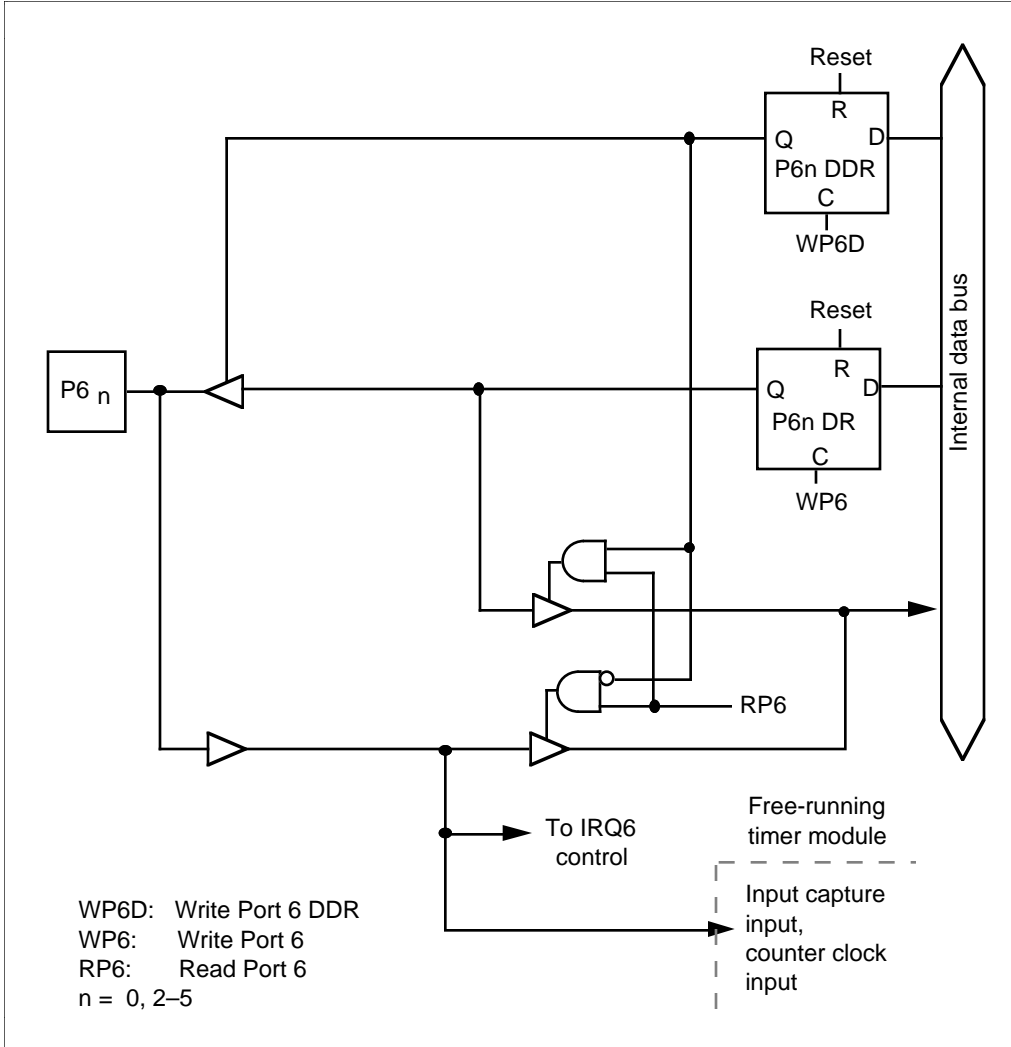 Reset
R
Q D
P6n DDR
C
WP6D
Reset
P6 n
R
Q D
P6n DR
C
WP6
Internal data bus
RP6
To IRQ6
control
Free-running
timer module
Input capture
input,
counter clock
input
WP6D: Write Port 6 DDR
WP6: Write Port 6
RP6: Read Port 6
n = 0, 2–5